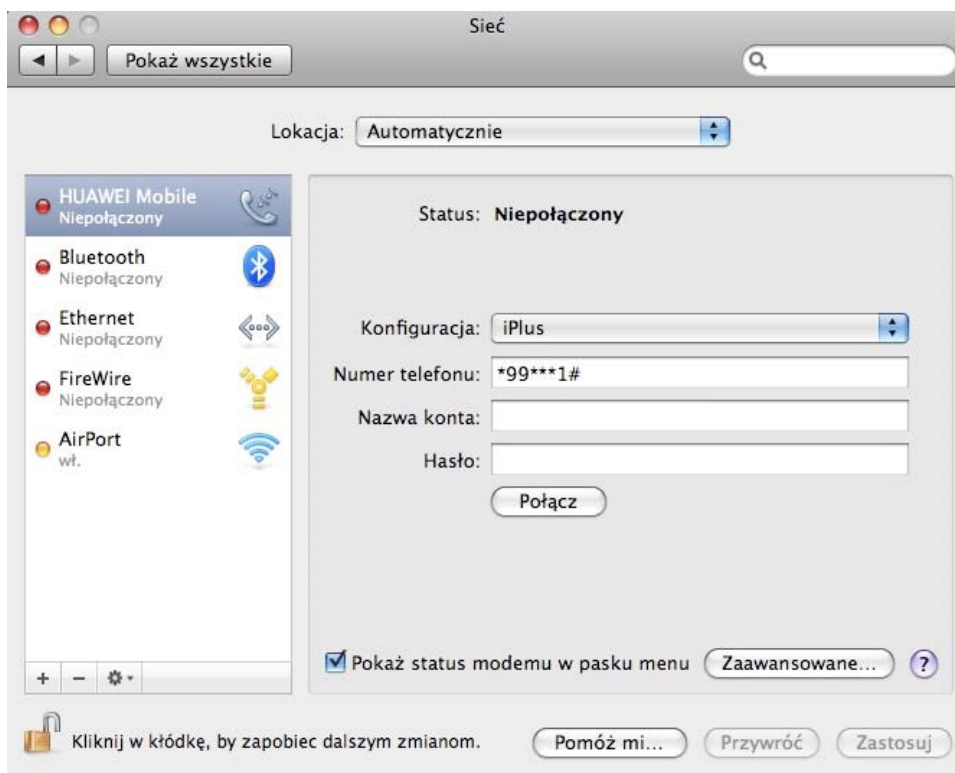 Sieć
Pokaż wszystkie
Lokacja: Automatycznie
HUAWEI Mobile
Niepołączony
Bluetooth
Niepołączony
Ethernet
Niepołączony
FireWire
Niepołączony
AirPort
wł.
Status: Niepołączony
Konfiguracja: iPlus
Numer telefonu: *99***1#
Nazwa konta:
Hasło:
Połącz
Pokaż status modemu w pasku menu Zaawansowane... ?
Kliknij w kłódkę, by zapobiec dalszym zmianom. Pomóż mi... Przywróć Zastosuj